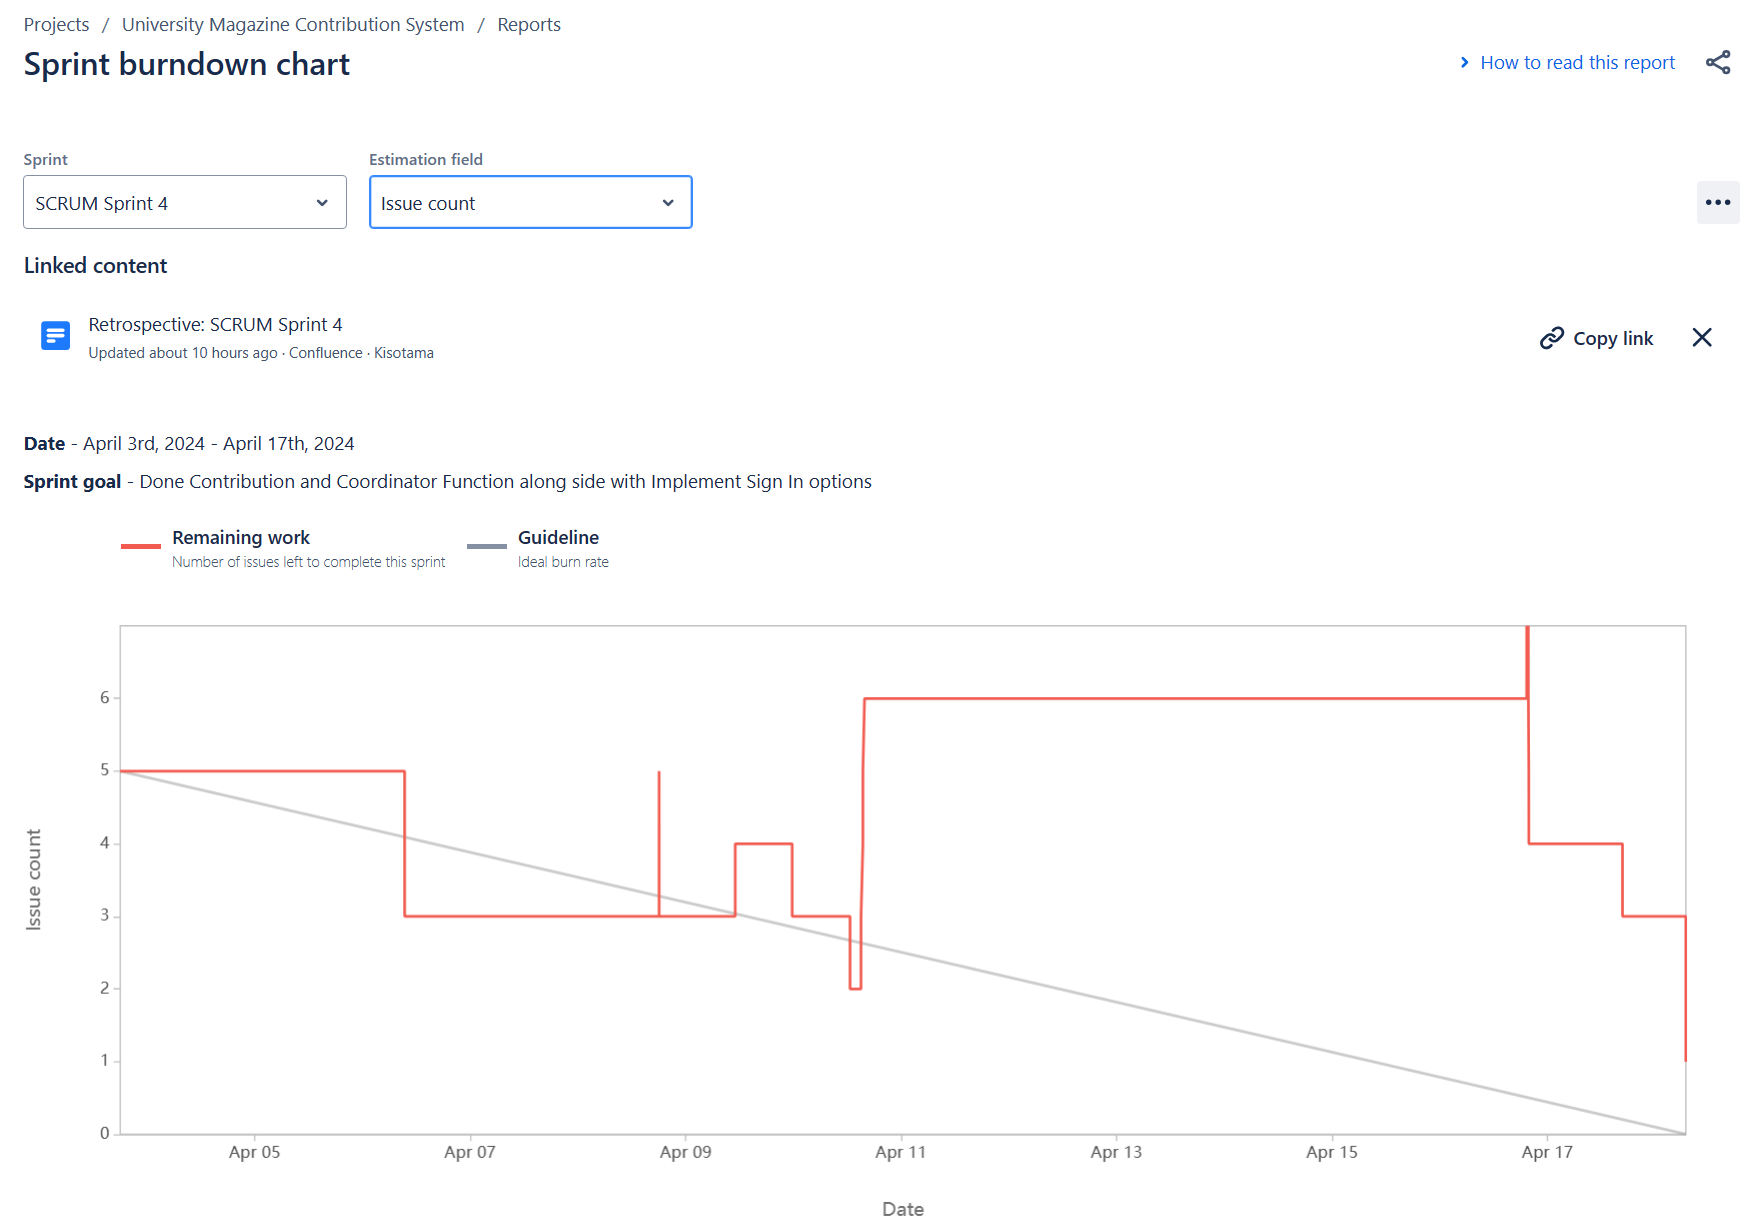 Projects / University Magazine Contribution System / Reports
Sprint burndown chart
How to read this report
Sprint
Estimation field
SCRUM Sprint 4
Issue count
Linked content
Retrospective: SCRUM Sprint 4
Updated about 10 hours ago · Confluence · Kisotama
Copy link
Date - April 3rd, 2024 - April 17th, 2024
Sprint goal - Done Contribution and Coordinator Function along side with Implement Sign In options
Remaining work
Number of issues left to complete this sprint
Guideline
Ideal burn rate
Issue count
6
5
4
3
2
1
0
Apr 05
Apr 07
Apr 09
Apr 11
Apr 13
Apr 15
Apr 17
Date